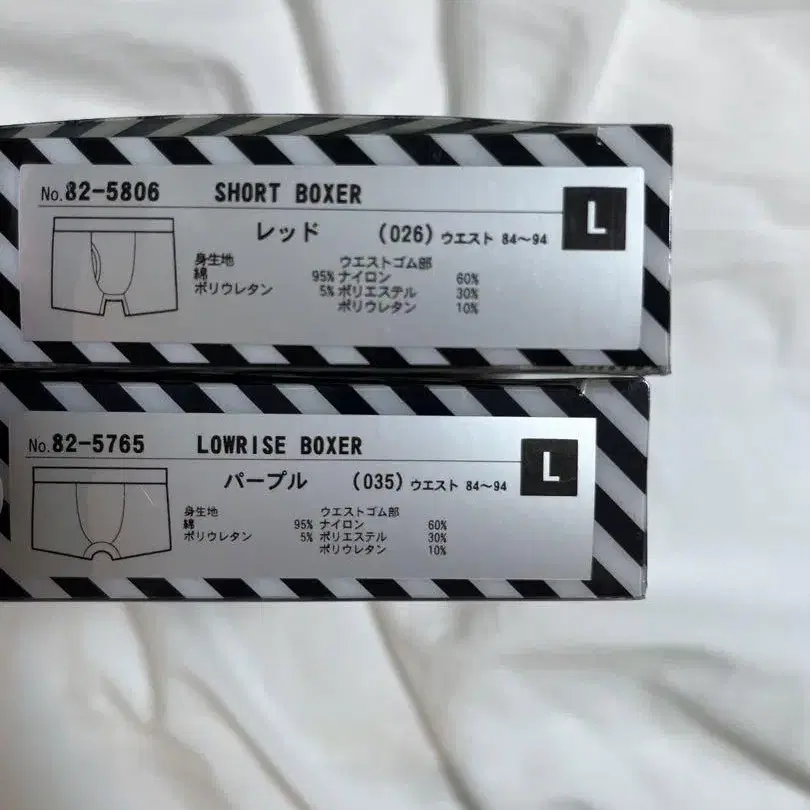 No.82-5806 SHORT BOXER L
レッド (026) ウエスト 84〜94
身生地 ウエストゴム部
綿 95% ナイロン 60%
ポリウレタン 5% ポリエステル 30%
ポリウレタン 10%
No.82-5765 LOWRISE BOXER L
パープル (035) ウエスト 84〜94
身生地 ウエストゴム部
綿 95% ナイロン 60%
ポリウレタン 5% ポリエステル 30%
ポリウレタン 10%